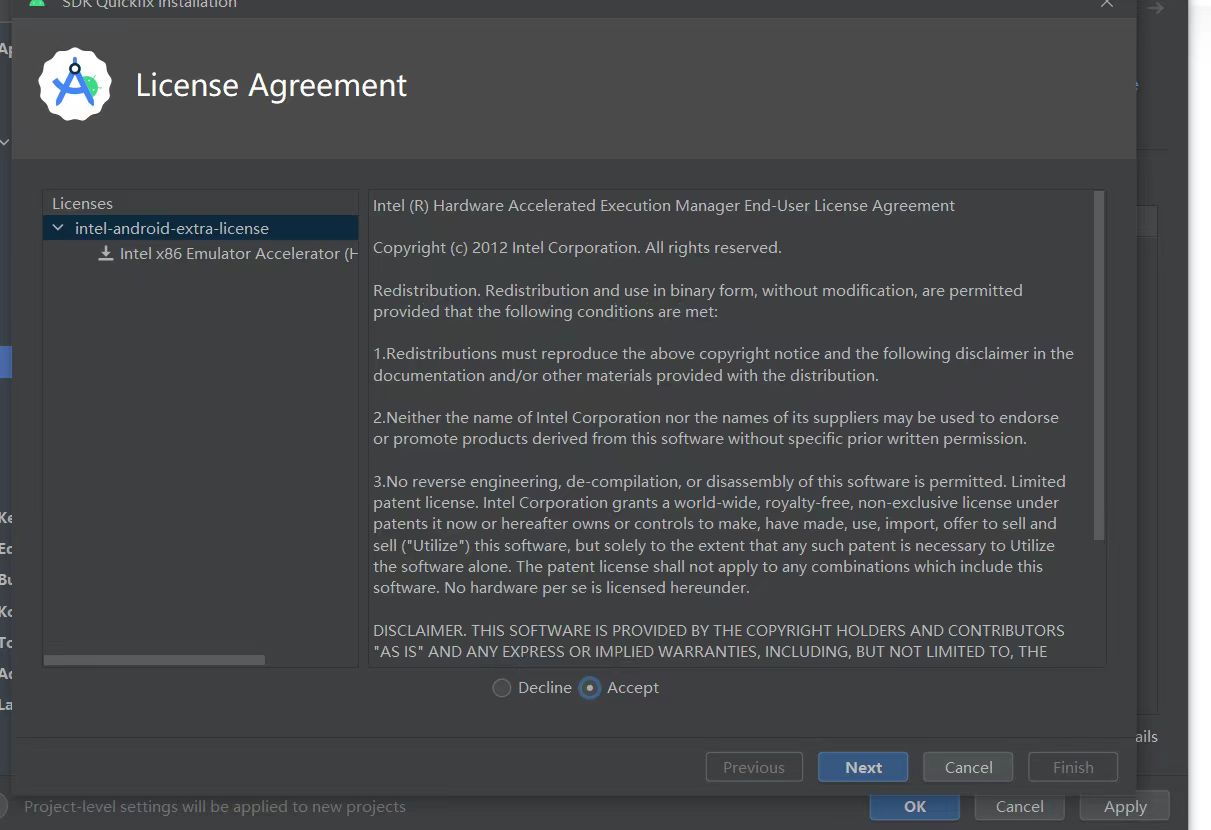 SDK Quickfix Installation
License Agreement
Licenses
intel-android-extra-license
Intel x86 Emulator Accelerator (H
Intel (R) Hardware Accelerated Execution Manager End-User License Agreement
Copyright (c) 2012 Intel Corporation. All rights reserved.
Redistribution. Redistribution and use in binary form, without modification, are permitted
provided that the following conditions are met:
1.Redistributions must reproduce the above copyright notice and the following disclaimer in the
documentation and/or other materials provided with the distribution.
2.Neither the name of Intel Corporation nor the names of its suppliers may be used to endorse
or promote products derived from this software without specific prior written permission.
3.No reverse engineering, de-compilation, or disassembly of this software is permitted. Limited
patent license. Intel Corporation grants a world-wide, royalty-free, non-exclusive license under
patents it now or hereafter owns or controls to make, have made, use, import, offer to sell and
sell ("Utilize") this software, but solely to the extent that any such patent is necessary to Utilize
the software alone. The patent license shall not apply to any combinations which include this
software. No hardware per se is licensed hereunder.
DISCLAIMER. THIS SOFTWARE IS PROVIDED BY THE COPYRIGHT HOLDERS AND CONTRIBUTORS
"AS IS" AND ANY EXPRESS OR IMPLIED WARRANTIES, INCLUDING, BUT NOT LIMITED TO, THE
Decline Accept
Ap
Ke
Ed
Bu
Ko
To
Ad
La
ails
Previous Next Cancel Finish
Project-level settings will be applied to new projects
OK Cancel Apply